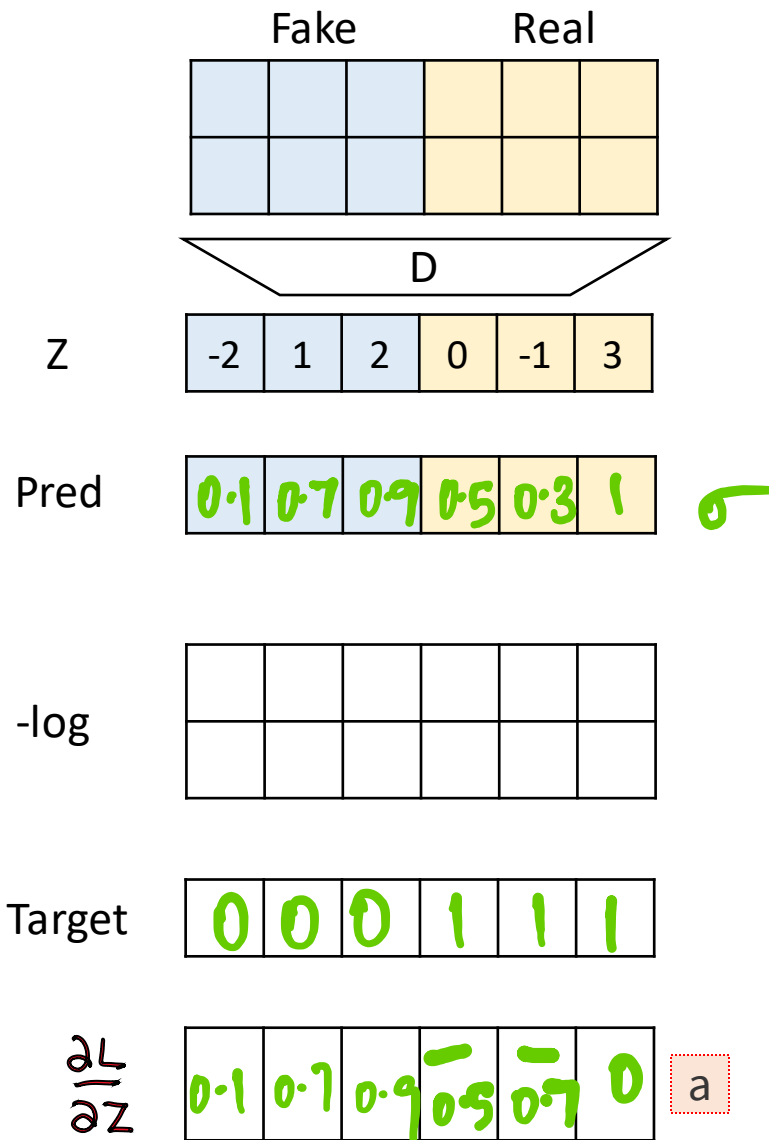 Fake Real
D
Z -2 1 2 0 -1 3
Pred 0.1 0.7 0.9 0.5 0.3 1 σ
-log
Target 0 0 0 1 1 1
∂L/∂Z 0.1 0.7 0.9 -0.5 -0.7 0 a